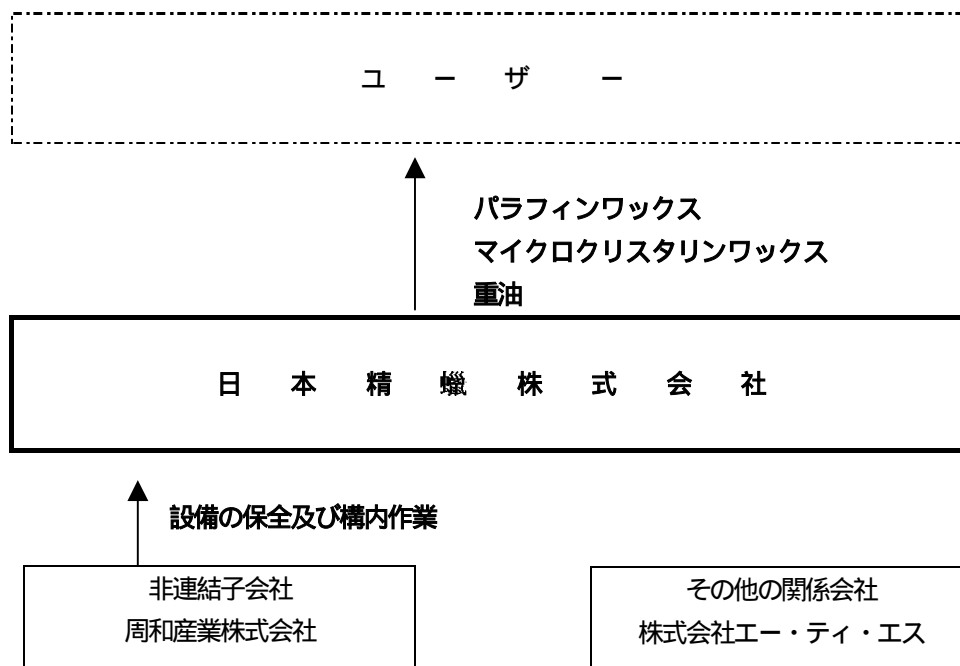 ユーザー
パラフィンワックス
マイクロクリスタリンワックス
重油
日本精蠟株式会社
設備の保全及び構内作業
非連結子会社
周和産業株式会社
その他の関係会社
株式会社エー・ティ・エス